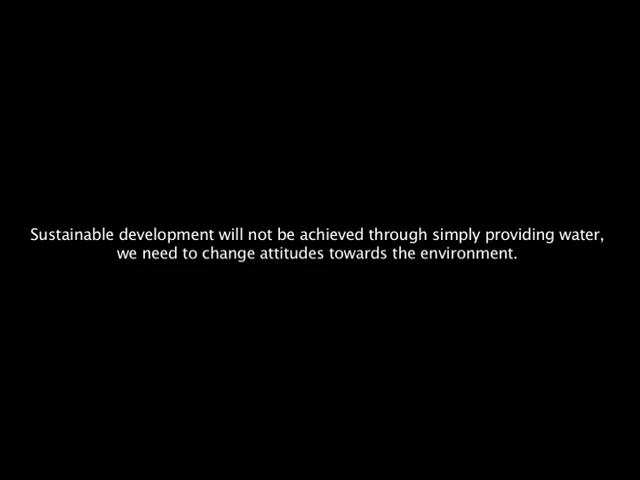 Sustainable development will not be achieved through simply providing water,
we need to change attitudes towards the environment.